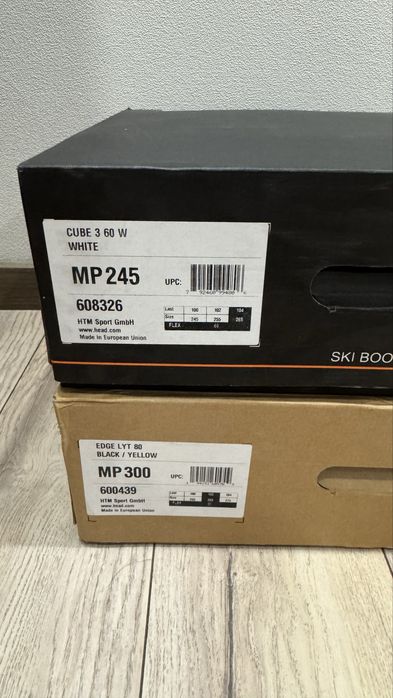 CUBE 3 60 W
WHITE
MP 245
UPC:
608326
HTM Sport GmbH
www.head.com
Made in European Union
Last 100 102 104
Size 245 255 265
FLEX 60
SKI BOO
EDGE LYT 80
BLACK / YELLOW
MP 300
UPC:
600439
HTM Sport GmbH
www.head.com
Made in European Union